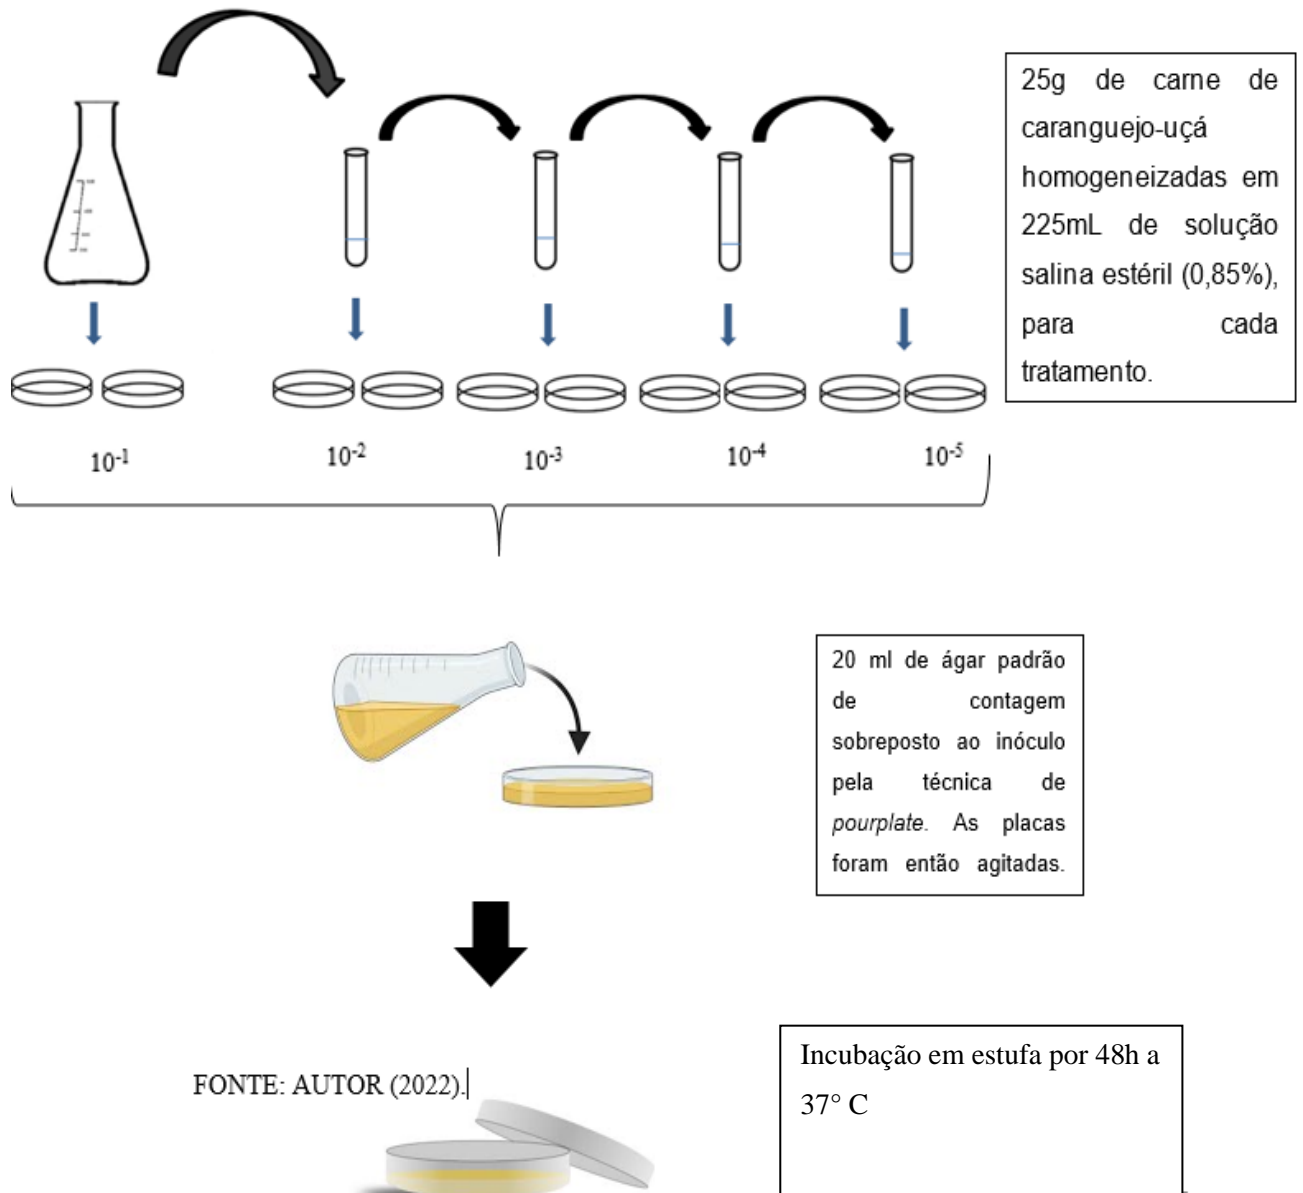 25g de carne de
caranguejo-uçá
homogeneizadas em
225mL de solução
salina estéril (0,85%),
para cada
tratamento.
10-1 10-2 10-3 10-4 10-5
20 ml de ágar padrão
de contagem
sobreposto ao inóculo
pela técnica de
pourplate. As placas
foram então agitadas.
Incubação em estufa por 48h a
37° C
FONTE: AUTOR (2022).